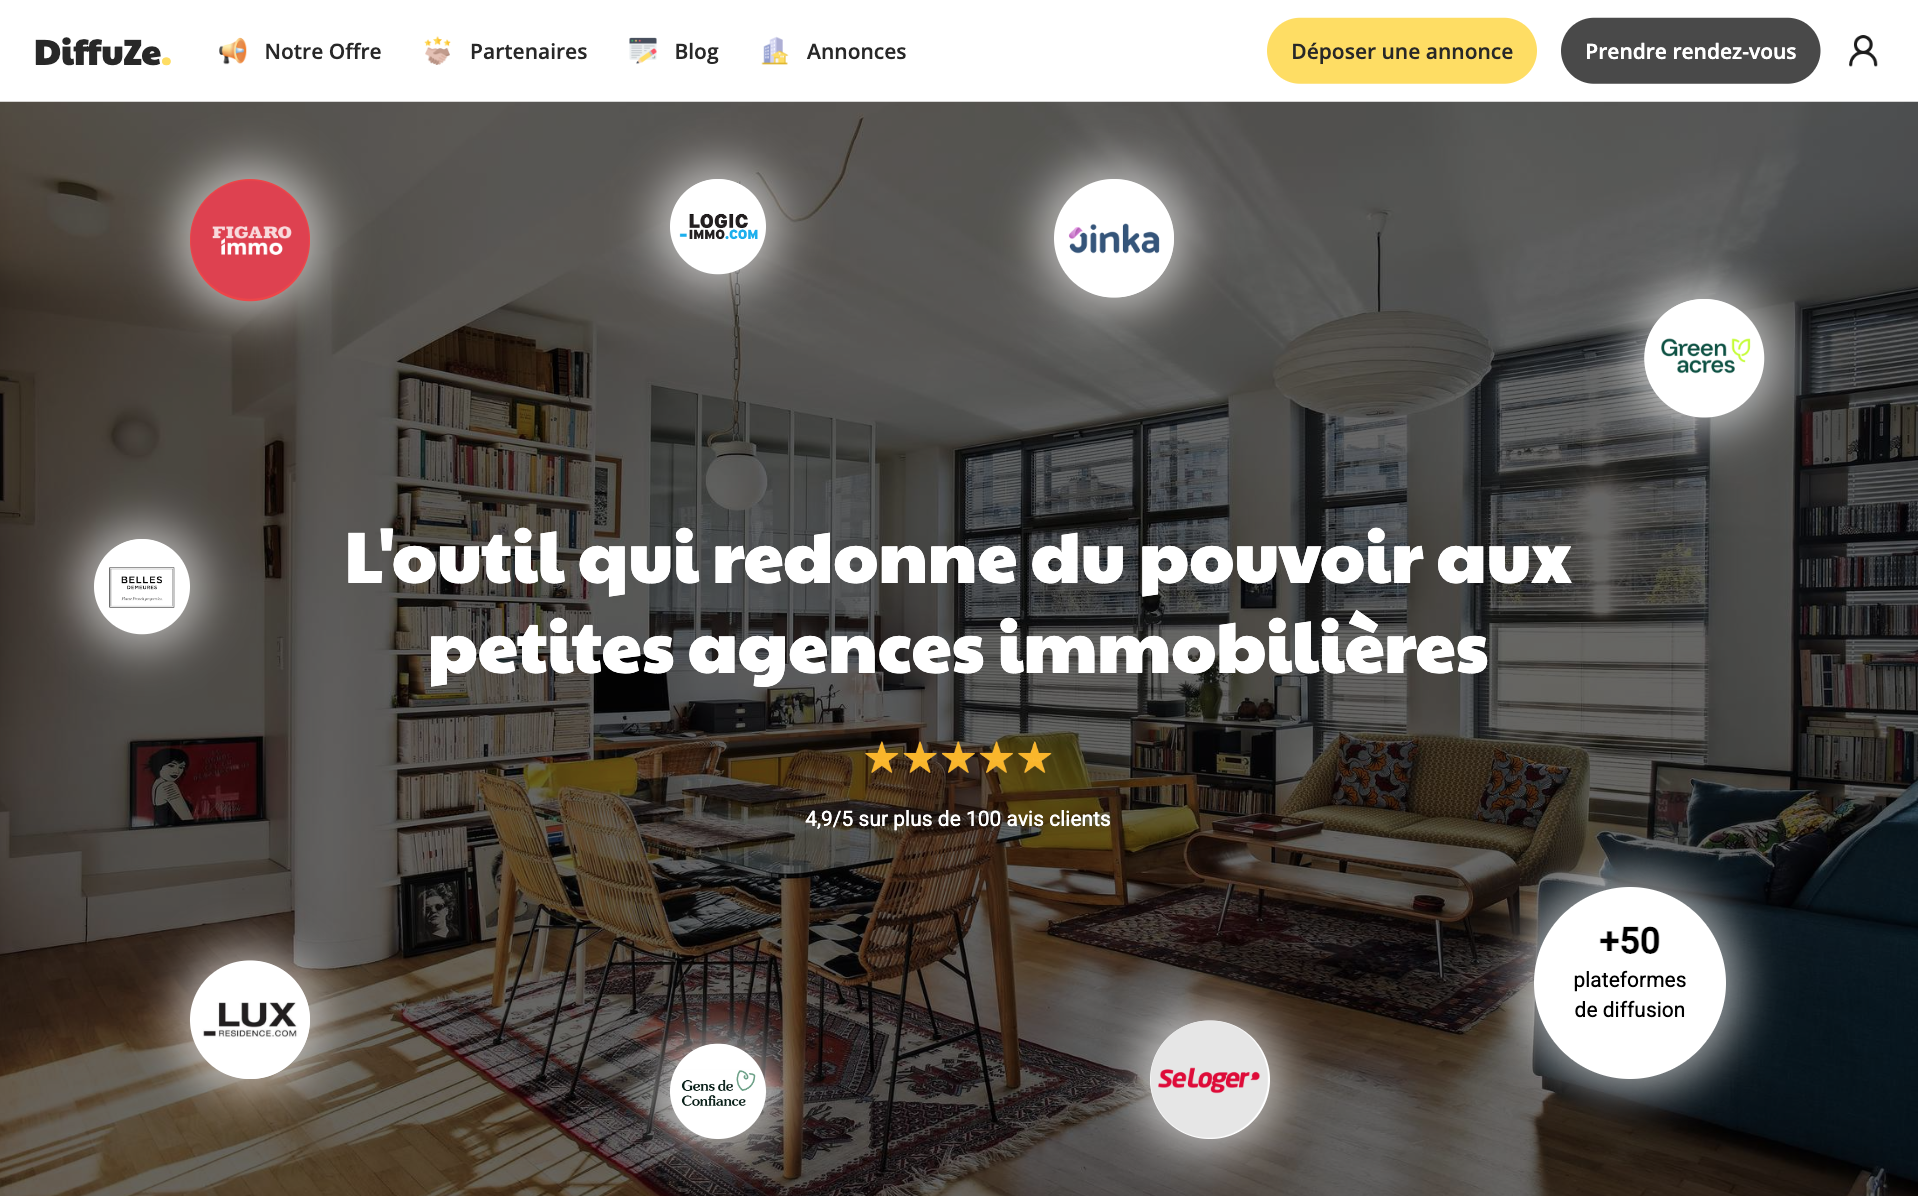 DiffuZe.
Notre Offre
Partenaires
Blog
Annonces
Déposer une annonce
Prendre rendez-vous
FIGARO
immo
LOGIC
-IMMO.COM
Jinka
Green
acres
BELLES
DEMEURES
L'outil qui redonne du pouvoir aux
petites agences immobilières
4,9/5 sur plus de 100 avis clients
+50
plateformes
de diffusion
LUX
RESIDENCE.COM
Gens de
Confiance
SeLoger